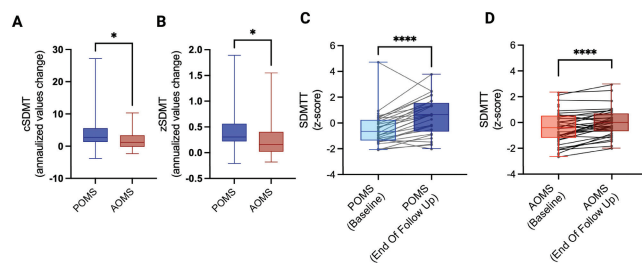 A
*
30
20
10
0
-10
cSDMT
(annaulized values change)
POMS
AOMS
B
*
2.0
1.5
1.0
0.5
0.0
-0.5
zSDMT
(annualized values change)
POMS
AOMS
C
****
6
4
2
0
-2
-4
SDMTT
(z-score)
POMS
(Baseline)
POMS
(End Of Follow Up)
D
****
6
4
2
0
-2
-4
SDMTT
(z-score)
AOMS
(Baseline)
AOMS
(End Of Follow Up)